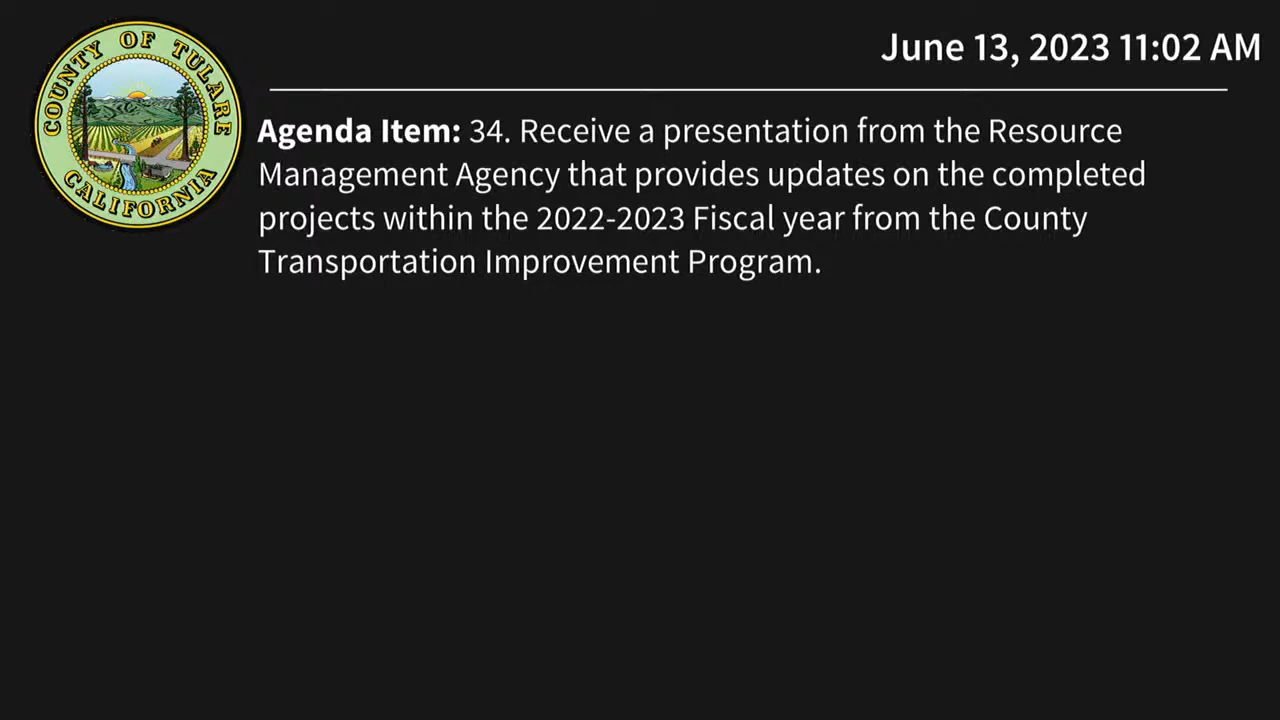 COUNTY OF TULARE
CALIFORNIA
June 13, 2023 11:02 AM
Agenda Item: 34. Receive a presentation from the Resource
Management Agency that provides updates on the completed
projects within the 2022-2023 Fiscal year from the County
Transportation Improvement Program.